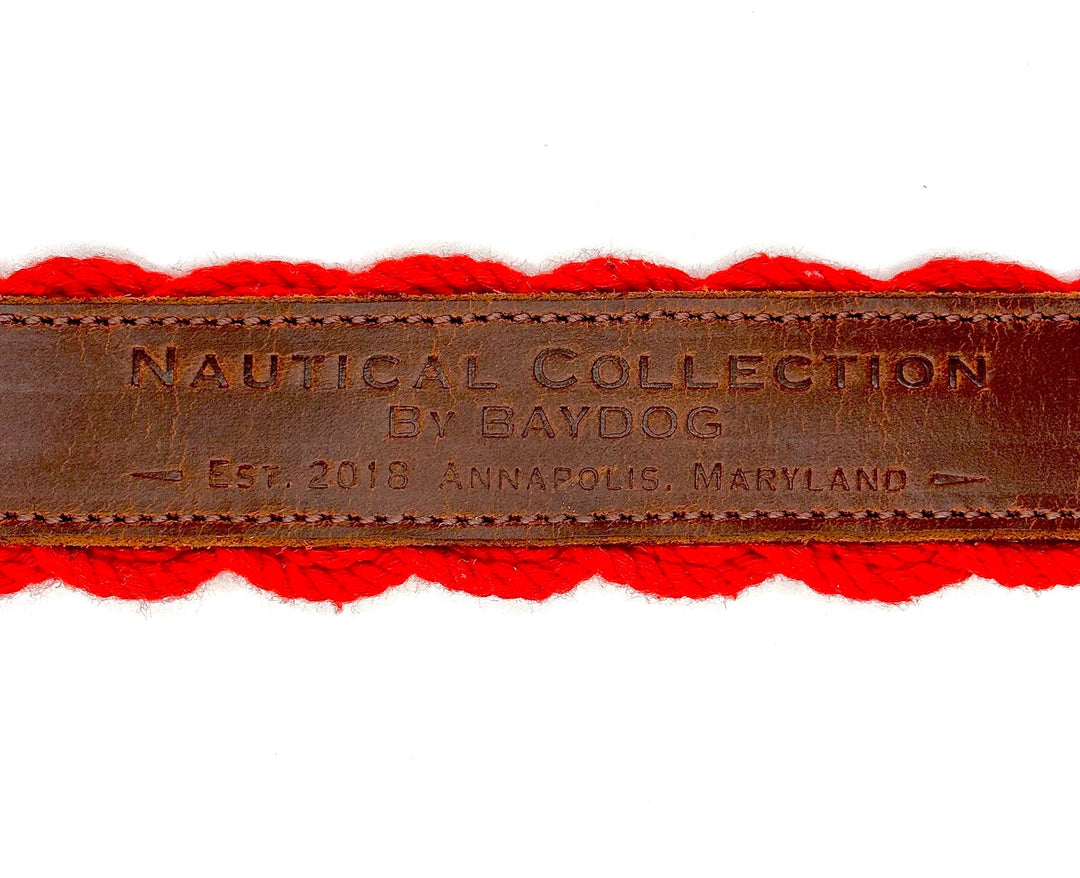 Nautical Collection
By BAYDOG
Est. 2018 Annapolis, Maryland